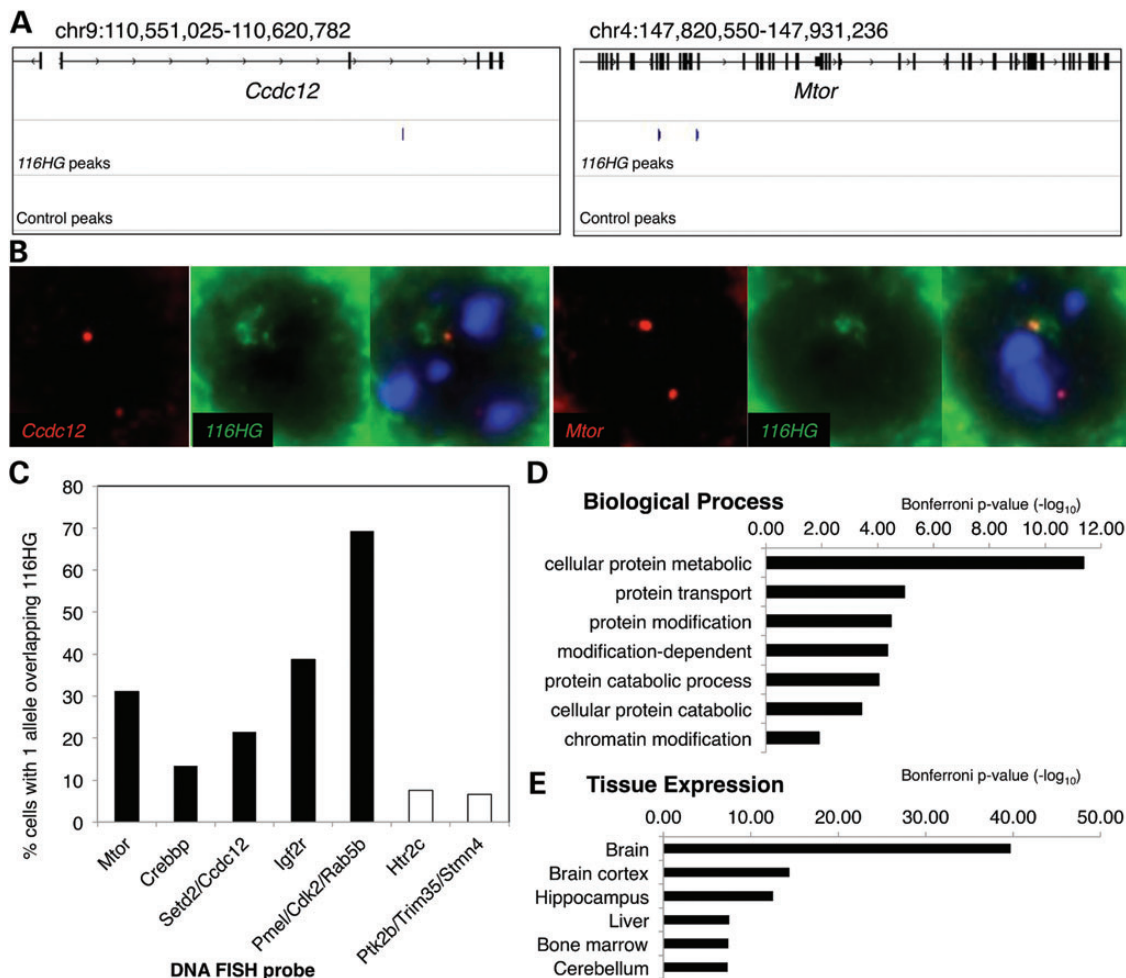 A
chr9:110,551,025-110,620,782
chr4:147,820,550-147,931,236
Ccdc12
Mtor
116HG peaks
116HG peaks
Control peaks
Control peaks
B
Ccdc12
116HG
Mtor
116HG
C
% cells with 1 allele overlapping 116HG
80
70
60
50
40
30
20
10
0
Mtor
Crebbp
Setd2/Ccdc12
Igf2r
Pmel/Cdk2/Rab5b
Htr2c
Ptk2b/Trim35/Stmn4
DNA FISH probe
D
Biological Process
Bonferroni p-value (-log10)
0.00 2.00 4.00 6.00 8.00 10.00 12.00
cellular protein metabolic
protein transport
protein modification
modification-dependent
protein catabolic process
cellular protein catabolic
chromatin modification
E
Tissue Expression
Bonferroni p-value (-log10)
0.00 10.00 20.00 30.00 40.00 50.00
Brain
Brain cortex
Hippocampus
Liver
Bone marrow
Cerebellum